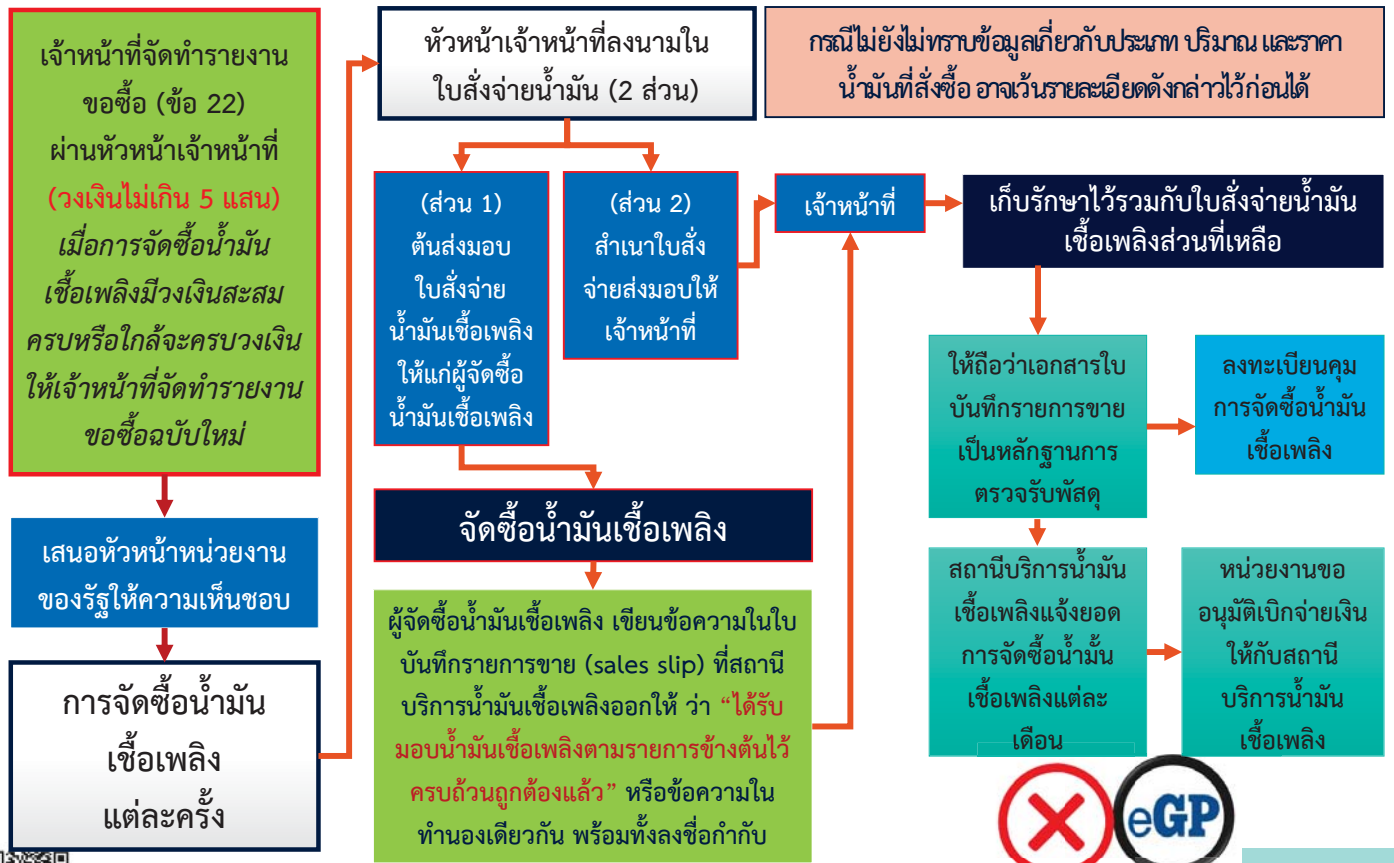 เจ้าหน้าที่จัดทำรายงาน
ขอซื้อ (ข้อ 22)
ผ่านหัวหน้าเจ้าหน้าที่
(วงเงินไม่เกิน 5 แสน)
เมื่อการจัดซื้อน้ำมัน
เชื้อเพลิงมีวงเงินสะสม
ครบหรือใกล้จะครบวงเงิน
ให้เจ้าหน้าที่จัดทำรายงาน
ขอซื้อฉบับใหม่
เสนอหัวหน้าหน่วยงาน
ของรัฐให้ความเห็นชอบ
การจัดซื้อน้ำมัน
เชื้อเพลิง
แต่ละครั้ง
หัวหน้าเจ้าหน้าที่ลงนามใน
ใบสั่งจ่ายน้ำมัน (2 ส่วน)
กรณีไม่ยังไม่ทราบข้อมูลเกี่ยวกับประเภท ปริมาณ และราคา
น้ำมันที่สั่งซื้อ อาจเว้นรายละเอียดดังกล่าวไว้ก่อนได้
(ส่วน 1)
ต้นส่งมอบ
ใบสั่งจ่าย
น้ำมันเชื้อเพลิง
ให้แก่ผู้จัดซื้อ
น้ำมันเชื้อเพลิง
(ส่วน 2)
สำเนาใบสั่ง
จ่ายส่งมอบให้
เจ้าหน้าที่
เจ้าหน้าที่
เก็บรักษาไว้รวมกับใบสั่งจ่ายน้ำมัน
เชื้อเพลิงส่วนที่เหลือ
จัดซื้อน้ำมันเชื้อเพลิง
ผู้จัดซื้อน้ำมันเชื้อเพลิง เขียนข้อความในใบ
บันทึกรายการขาย (sales slip) ที่สถานี
บริการน้ำมันเชื้อเพลิงออกให้ ว่า “ได้รับ
มอบน้ำมันเชื้อเพลิงตามรายการข้างต้นไว้
ครบถ้วนถูกต้องแล้ว” หรือข้อความใน
ทำนองเดียวกัน พร้อมทั้งลงชื่อกำกับ
ให้ถือว่าเอกสารใบ
บันทึกรายการขาย
เป็นหลักฐานการ
ตรวจรับพัสดุ
ลงทะเบียนคุม
การจัดซื้อน้ำมัน
เชื้อเพลิง
สถานีบริการน้ำมัน
เชื้อเพลิงแจ้งยอด
การจัดซื้อน้ำมั้น
เชื้อเพลิงแต่ละ
เดือน
หน่วยงานขอ
อนุมัติเบิกจ่ายเงิน
ให้กับสถานี
บริการน้ำมัน
เชื้อเพลิง
eGP